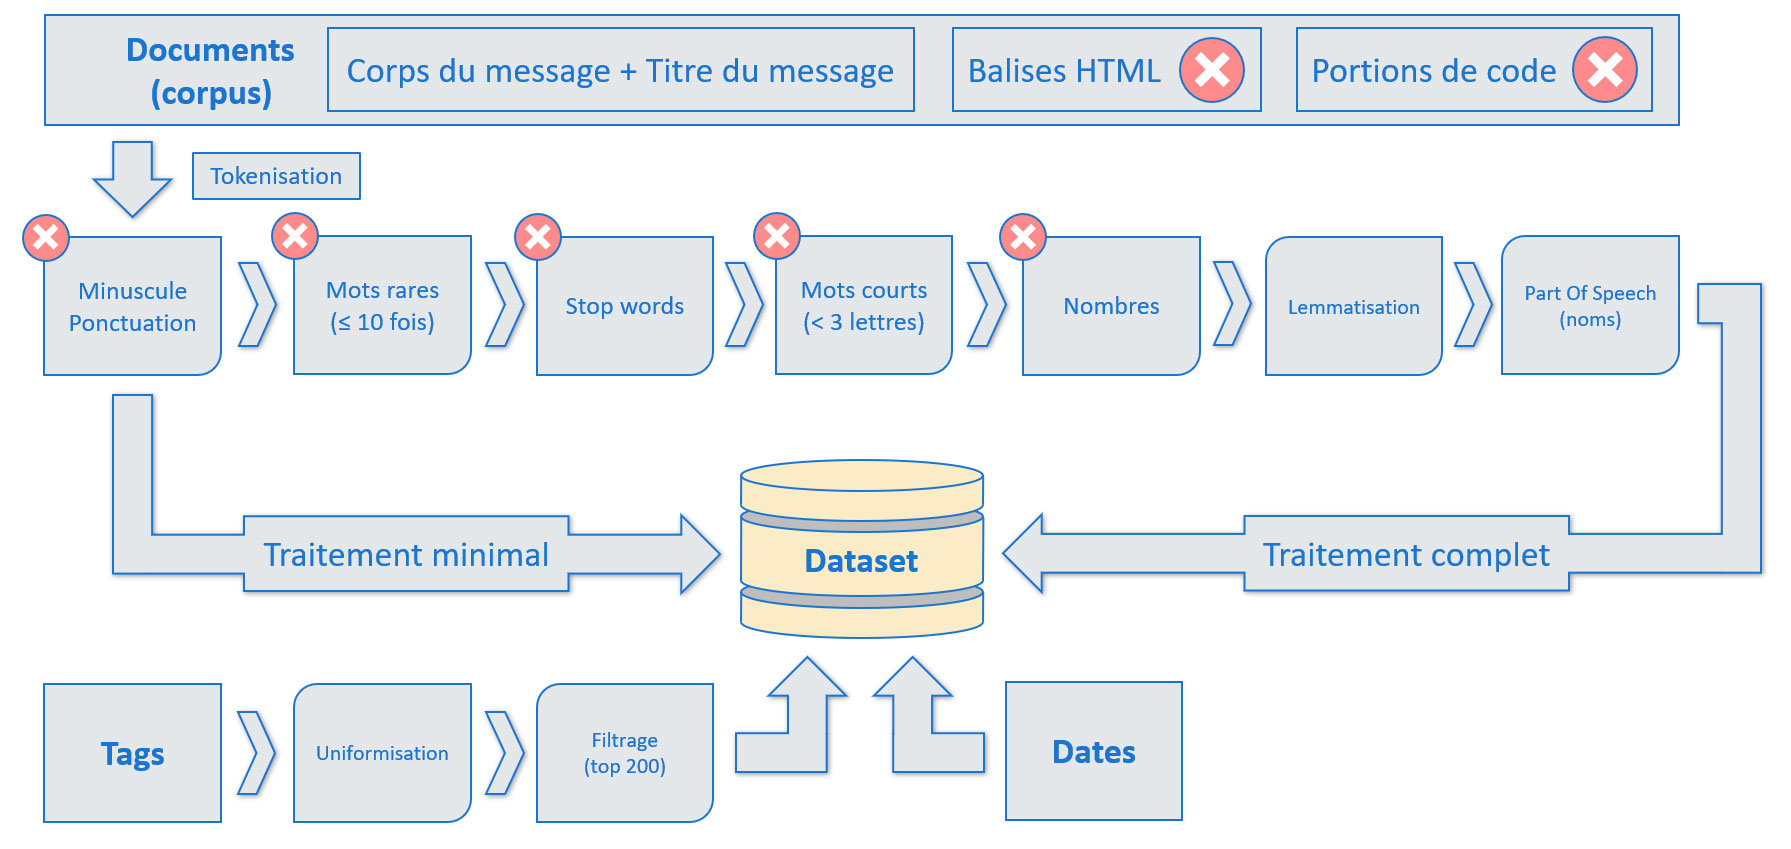 Documents
(corpus)
Corps du message + Titre du message
Balises HTML
Portions de code
Tokenisation
Minuscule
Ponctuation
Mots rares
(≤ 10 fois)
Stop words
Mots courts
(< 3 lettres)
Nombres
Lemmatisation
Part Of Speech
(noms)
Traitement minimal
Dataset
Traitement complet
Tags
Uniformisation
Filtrage
(top 200)
Dates